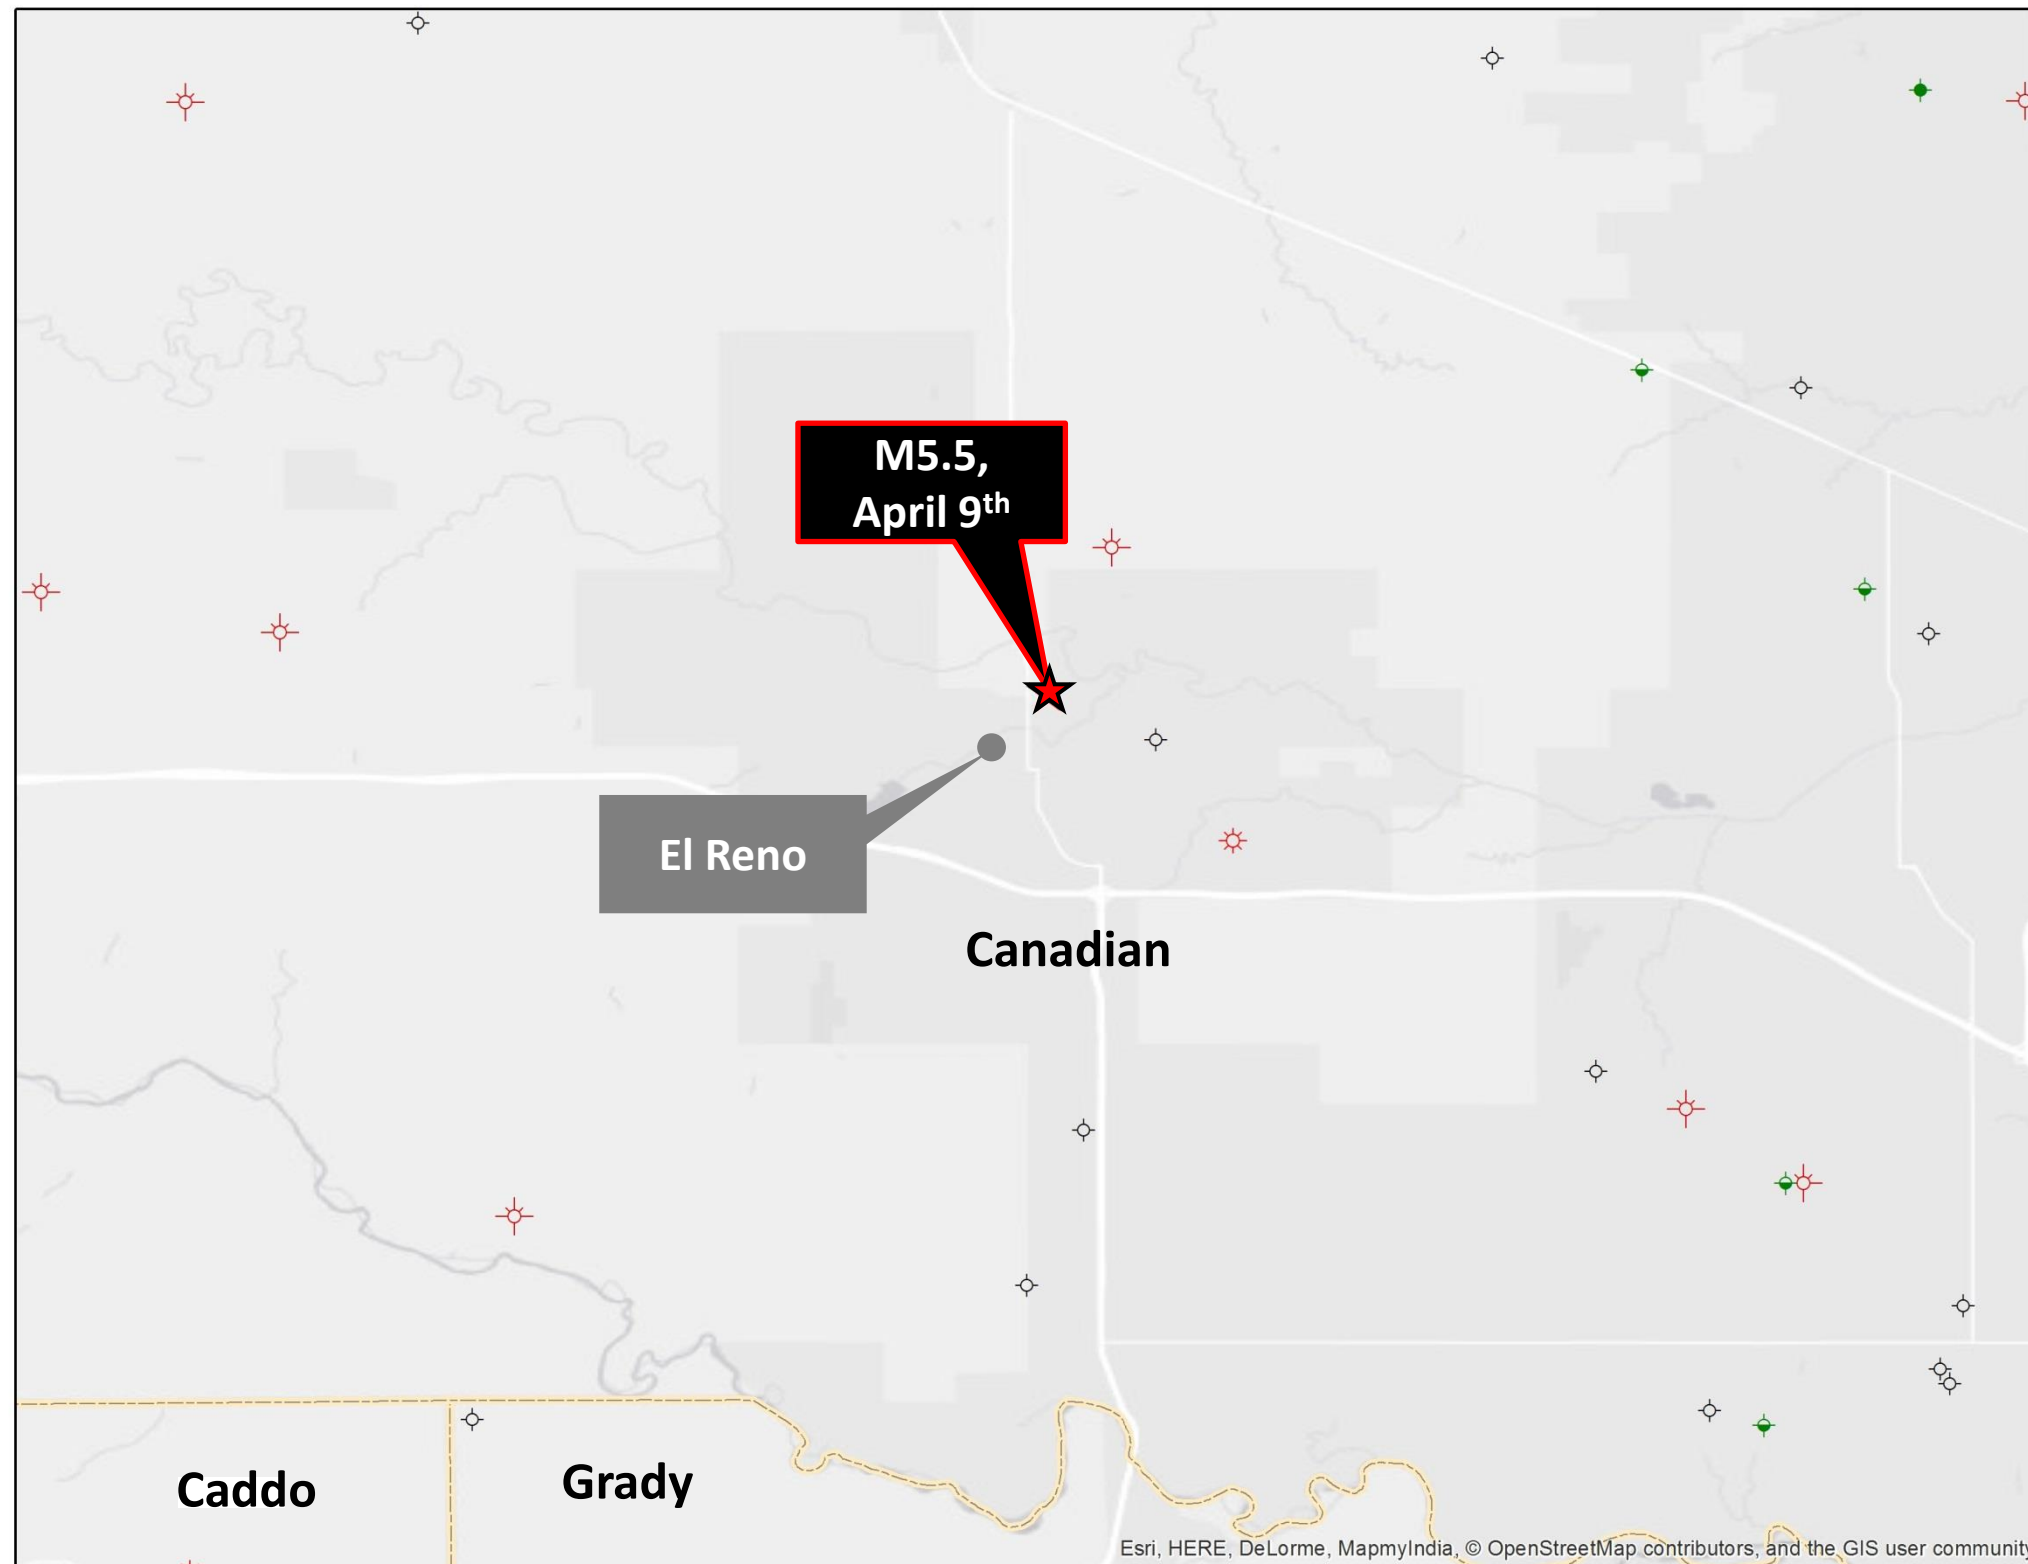 M5.5,
April 9th
El Reno
Canadian
Caddo
Grady
Esri, HERE, DeLorme, MapmyIndia, © OpenStreetMap contributors, and the GIS user community